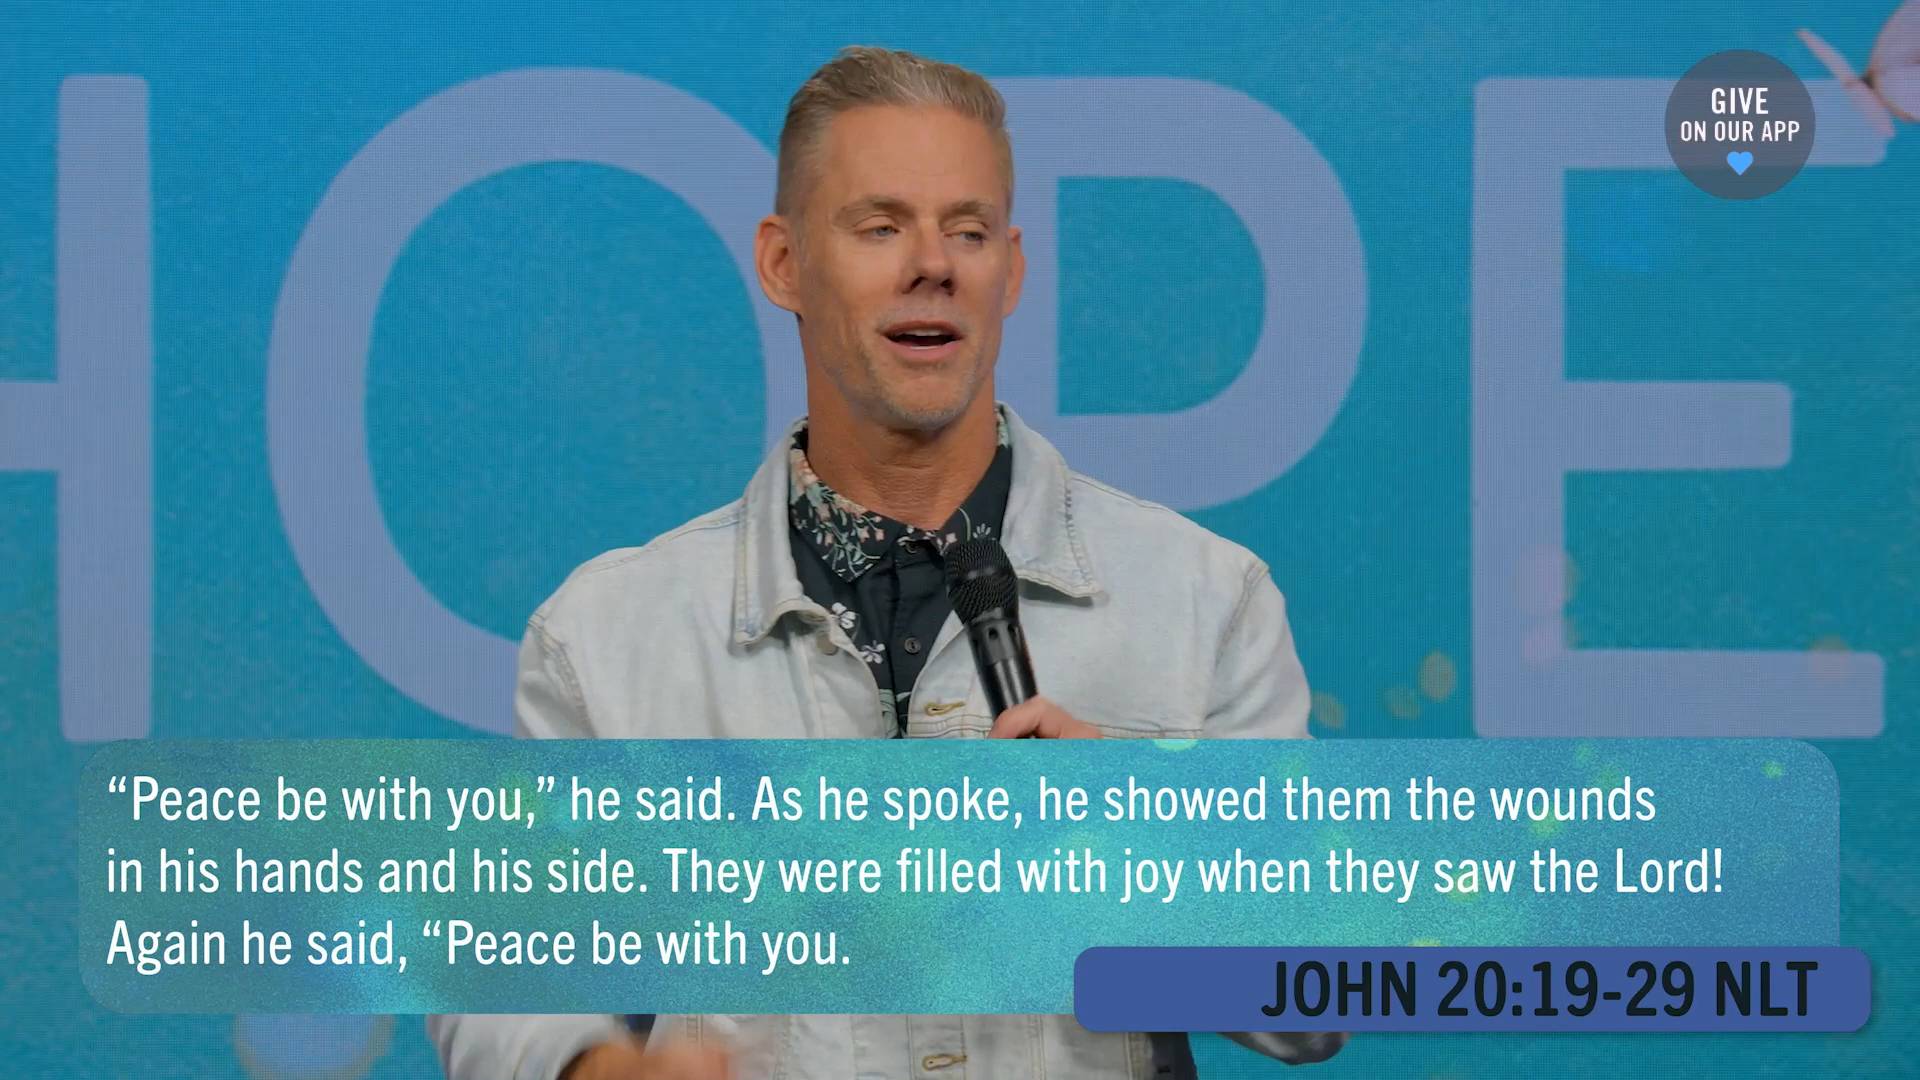 HOPE
GIVE
ON OUR APP
“Peace be with you,” he said. As he spoke, he showed them the wounds
in his hands and his side. They were filled with joy when they saw the Lord!
Again he said, “Peace be with you.
JOHN 20:19-29 NLT